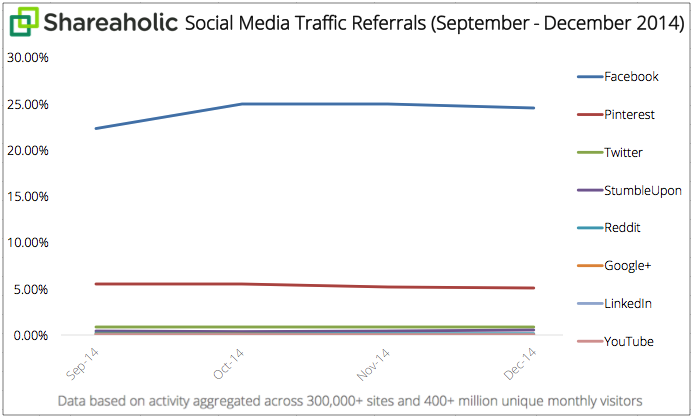 Shareaholic Social Media Traffic Referrals (September - December 2014)
30.00%
25.00%
20.00%
15.00%
10.00%
5.00%
0.00%
Sep-14
Oct-14
Nov-14
Dec-14
Facebook
Pinterest
Twitter
StumbleUpon
Reddit
Google+
LinkedIn
YouTube
Data based on activity aggregated across 300,000+ sites and 400+ million unique monthly visitors